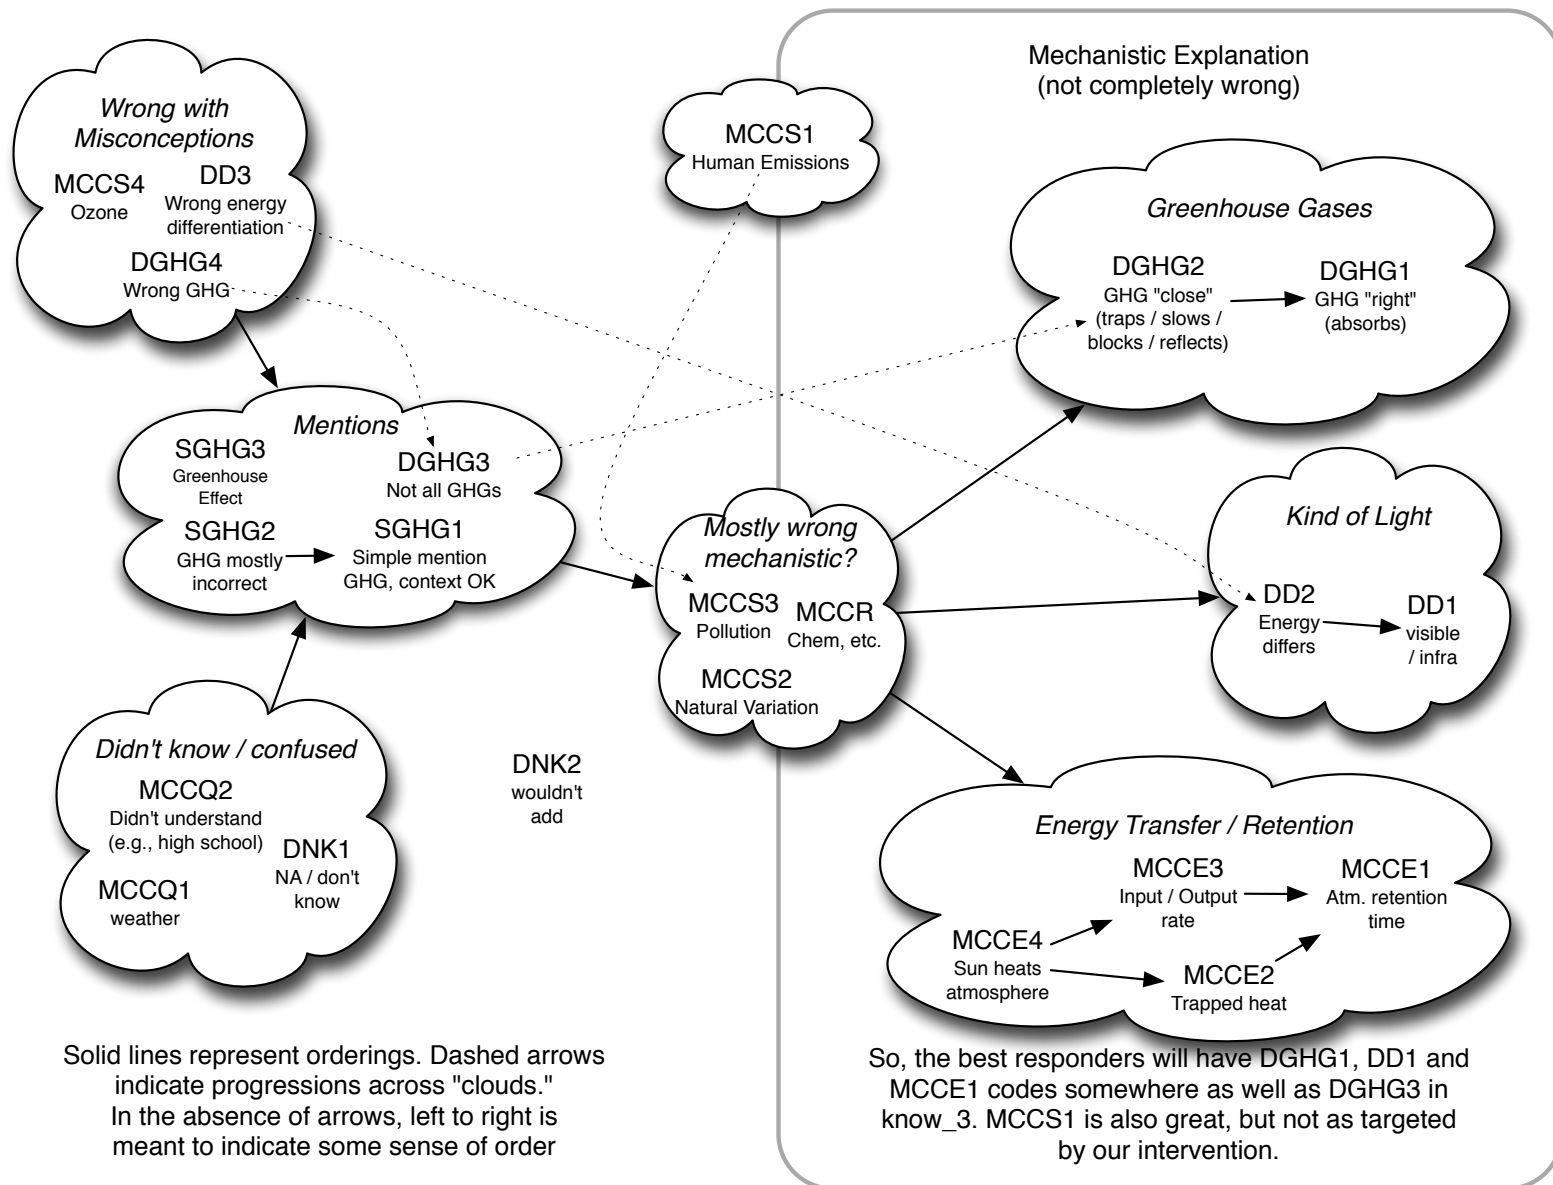 Wrong with
Misconceptions
MCCS4
Ozone
DD3
Wrong energy
differentiation
DGHG4
Wrong GHG
MCCS1
Human Emissions
Mechanistic Explanation
(not completely wrong)
Greenhouse Gases
DGHG2
GHG "close"
(traps / slows /
blocks / reflects)
DGHG1
GHG "right"
(absorbs)
Mentions
SGHG3
Greenhouse
Effect
DGHG3
Not all GHGs
SGHG2
GHG mostly
incorrect
SGHG1
Simple mention
GHG, context OK
Mostly wrong
mechanistic?
MCCS3
Pollution
MCCR
Chem, etc.
MCCS2
Natural Variation
Kind of Light
DD2
Energy
differs
DD1
visible
/ infra
Didn't know / confused
MCCQ2
Didn't understand
(e.g., high school)
DNK1
NA / don't
know
MCCQ1
weather
DNK2
wouldn't
add
Energy Transfer / Retention
MCCE3
Input / Output
rate
MCCE1
Atm. retention
time
MCCE4
Sun heats
atmosphere
MCCE2
Trapped heat
Solid lines represent orderings. Dashed arrows
indicate progressions across "clouds."
In the absence of arrows, left to right is
meant to indicate some sense of order
So, the best responders will have DGHG1, DD1 and
MCCE1 codes somewhere as well as DGHG3 in
know_3. MCCS1 is also great, but not as targeted
by our intervention.